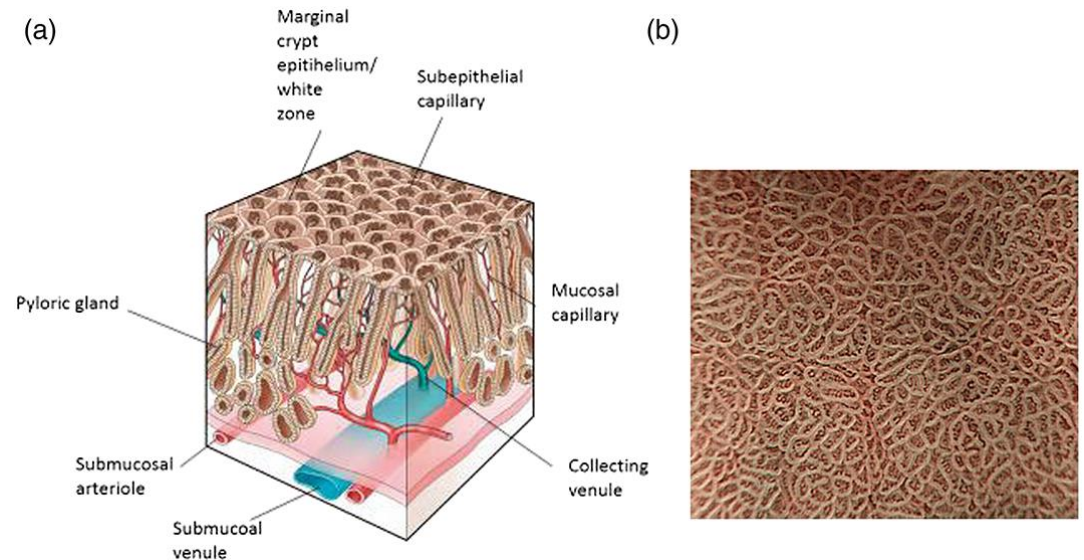 (a)
Marginal
crypt
epitihelium/
white
zone
Subepithelial
capillary
Pyloric gland
Mucosal
capillary
Submucosal
arteriole
Submucoal
venule
Collecting
venule
(b)